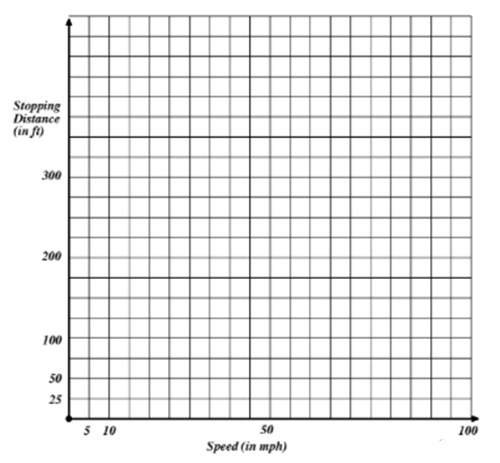 Stopping
Distance
(in ft)
300
200
100
50
25
5 10 50 100
Speed (in mph)